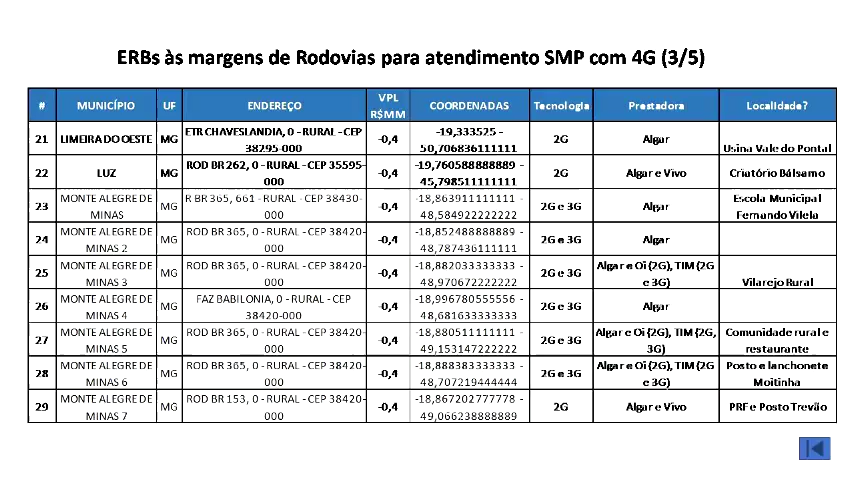 ERBs às margens de Rodovias para atendimento SMP com 4G (3/5)
# MUNICÍPIO UF ENDEREÇO VPL R$MM COORDENADAS Tecnologia Prestadora Localidade?
21 LIMEIRA DO OESTE MG ETR CHAVESLANDIA, 0 - RURAL - CEP 38295-000 -0,4 -19,333525 - 50,706836111111 2G Algar Usina Vale do Pontal
22 LUZ MG ROD BR 262, 0 - RURAL - CEP 35595-000 -0,4 -19,760588888889 - 45,798511111111 2G Algar e Vivo Criatório Bálsamo
23 MONTE ALEGRE DE MINAS MG R BR 365, 661 - RURAL - CEP 38430-000 -0,4 -18,863911111111 - 48,584922222222 2G e 3G Algar Escola Municipal Fernando Vilela
24 MONTE ALEGRE DE MINAS 2 MG ROD BR 365, 0 - RURAL - CEP 38420-000 -0,4 -18,852488888889 - 48,787436111111 2G e 3G Algar
25 MONTE ALEGRE DE MINAS 3 MG ROD BR 365, 0 - RURAL - CEP 38420-000 -0,4 -18,882033333333 - 48,970672222222 2G e 3G Algar e Oi (2G), TIM (2G e 3G) Vilarejo Rural
26 MONTE ALEGRE DE MINAS 4 MG FAZ BABILONIA, 0 - RURAL - CEP 38420-000 -0,4 -18,996780555556 - 48,681633333333 2G e 3G Algar
27 MONTE ALEGRE DE MINAS 5 MG ROD BR 365, 0 - RURAL - CEP 38420-000 -0,4 -18,880511111111 - 49,153147222222 2G e 3G Algar e Oi (2G), TIM (2G, 3G) Comunidade rural e restaurante
28 MONTE ALEGRE DE MINAS 6 MG ROD BR 365, 0 - RURAL - CEP 38420-000 -0,4 -18,888383333333 - 48,707219444444 2G e 3G Algar e Oi (2G), TIM (2G e 3G) Posto e lanchonete Moitinha
29 MONTE ALEGRE DE MINAS 7 MG ROD BR 153, 0 - RURAL - CEP 38420-000 -0,4 -18,867202777778 - 49,066238888889 2G Algar e Vivo PRF e Posto Trevão